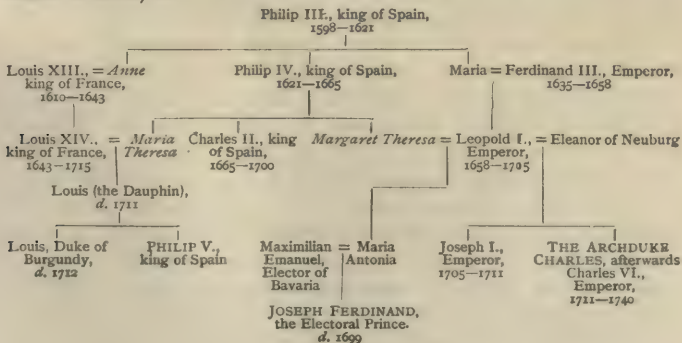 Philip III., king of Spain,
1598—1621
Louis XIII., = Anne
king of France,
1610—1643
Philip IV., king of Spain,
1621—1665
Maria = Ferdinand III., Emperor,
1635—1658
Louis XIV., = Maria
king of France, Theresa
1643—1715
Charles II., king
of Spain,
1665—1700
Margaret Theresa = Leopold I., = Eleanor of Neuburg
Emperor,
1658—1705
Louis (the Dauphin),
d. 1711
Louis, Duke of
Burgundy,
d. 1712
PHILIP V.,
king of Spain
Maximilian = Maria
Emanuel, Antonia
Elector of
Bavaria
Joseph I.,
Emperor,
1705—1711
THE ARCHDUKE
CHARLES, afterwards
Charles VI.,
Emperor,
1711—1740
JOSEPH FERDINAND,
the Electoral Prince.
d. 1699